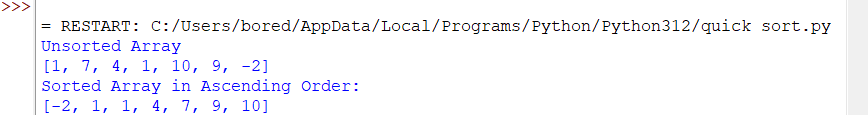 >>>
= RESTART: C:/Users/bored/AppData/Local/Programs/Python/Python312/quick sort.py
Unsorted Array
[1, 7, 4, 1, 10, 9, -2]
Sorted Array in Ascending Order:
[-2, 1, 1, 4, 7, 9, 10]